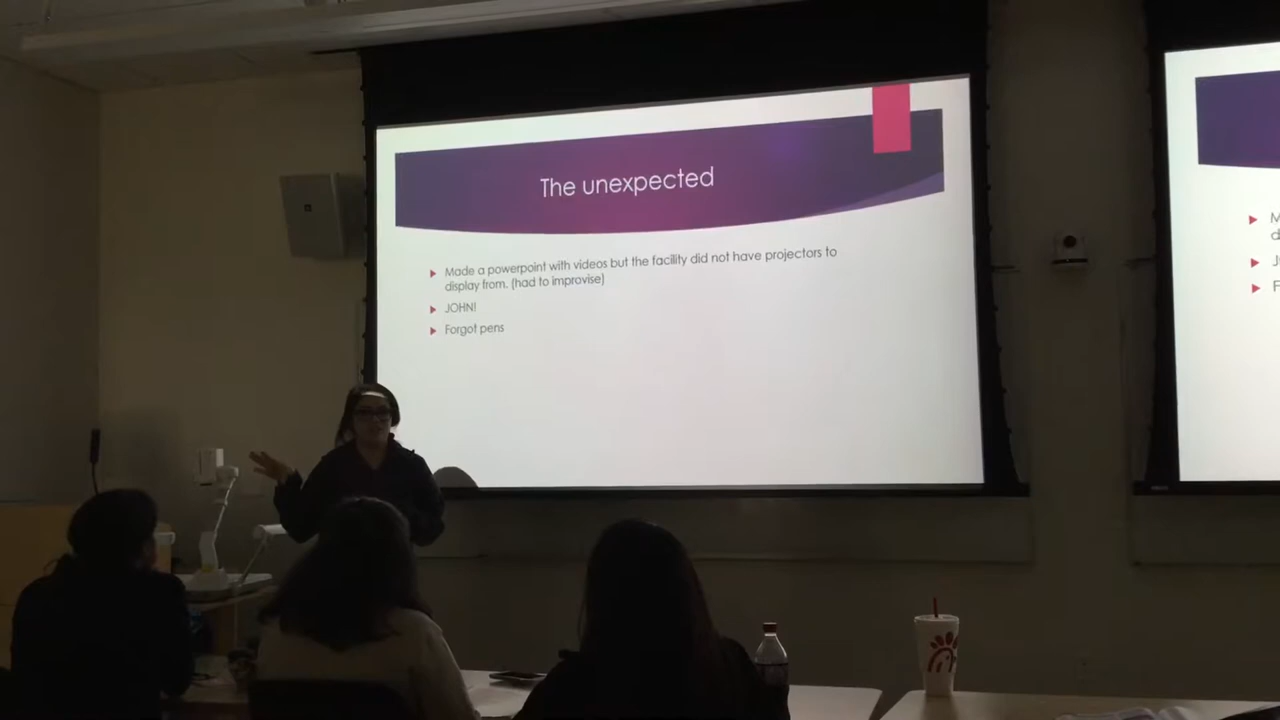 The unexpected
Made a powerpoint with videos but the facility did not have projectors to
display from. (had to improvise)
JOHN!
Forgot pens
M
d
J
F